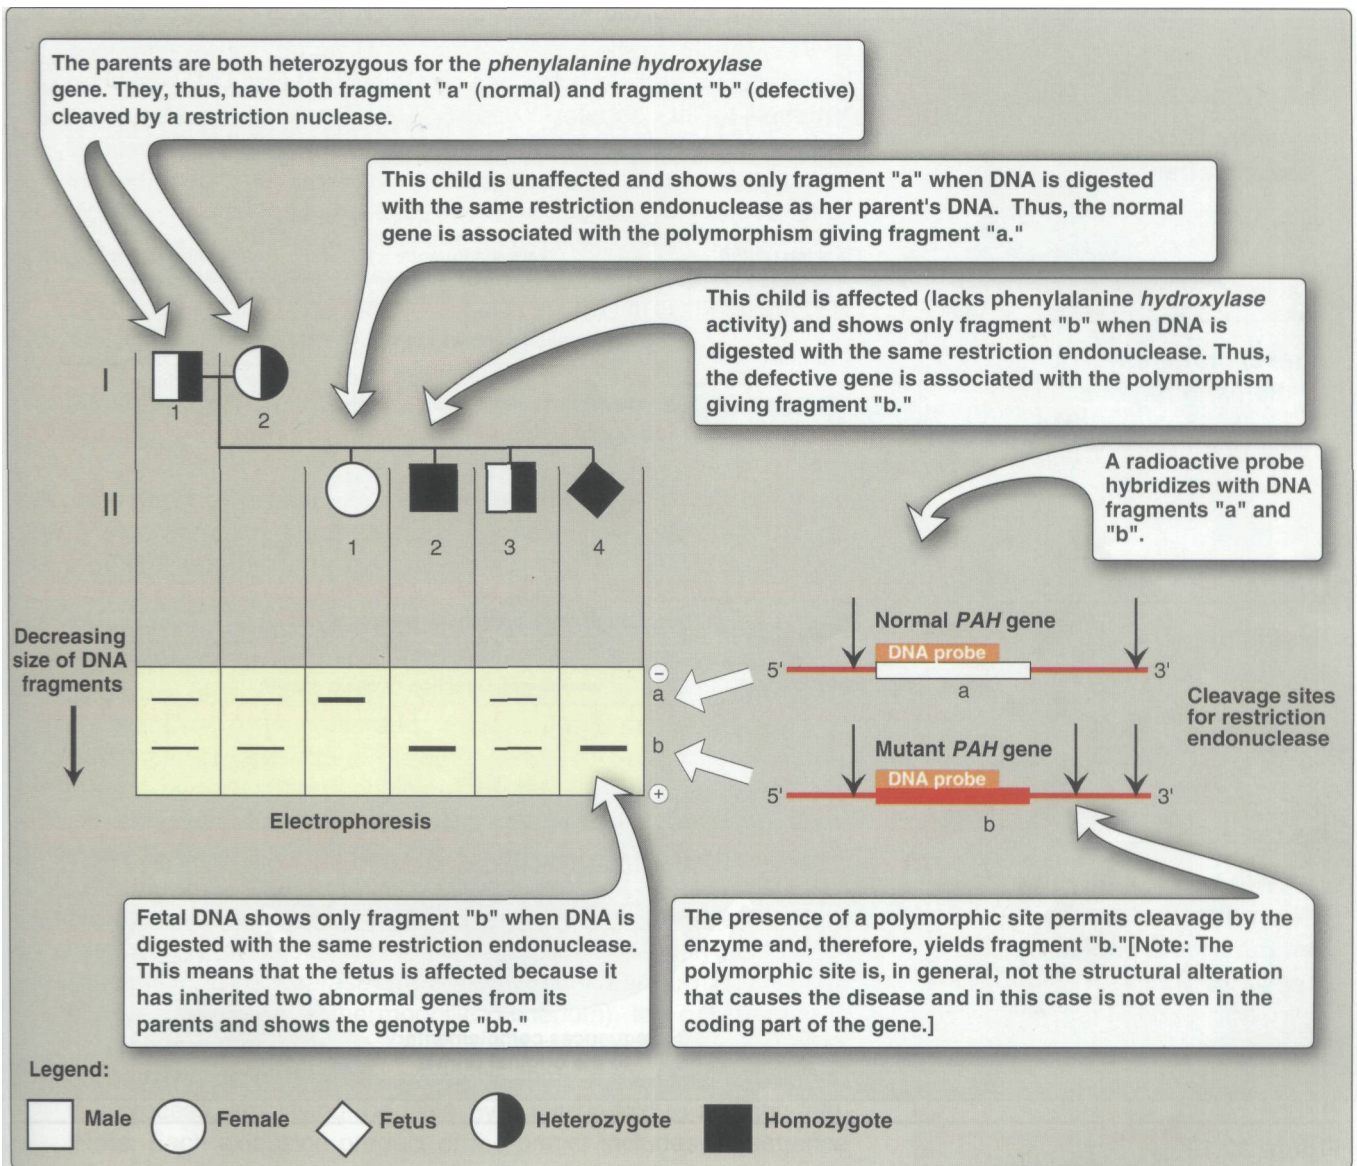 The parents are both heterozygous for the phenylalanine hydroxylase
gene. They, thus, have both fragment "a" (normal) and fragment "b" (defective)
cleaved by a restriction nuclease.
This child is unaffected and shows only fragment "a" when DNA is digested
with the same restriction endonuclease as her parent's DNA. Thus, the normal
gene is associated with the polymorphism giving fragment "a."
This child is affected (lacks phenylalanine hydroxylase
activity) and shows only fragment "b" when DNA is
digested with the same restriction endonuclease. Thus,
the defective gene is associated with the polymorphism
giving fragment "b."
I
1
2
A radioactive probe
hybridizes with DNA
fragments "a" and
"b".
II
1
2
3
4
Decreasing
size of DNA
fragments
−
a
b
+
Electrophoresis
Normal PAH gene
DNA probe
5'
3'
a
Cleavage sites
for restriction
endonuclease
Mutant PAH gene
DNA probe
5'
3'
b
Fetal DNA shows only fragment "b" when DNA is
digested with the same restriction endonuclease.
This means that the fetus is affected because it
has inherited two abnormal genes from its
parents and shows the genotype "bb."
The presence of a polymorphic site permits cleavage by the
enzyme and, therefore, yields fragment "b."[Note: The
polymorphic site is, in general, not the structural alteration
that causes the disease and in this case is not even in the
coding part of the gene.]
Legend:
Male
Female
Fetus
Heterozygote
Homozygote